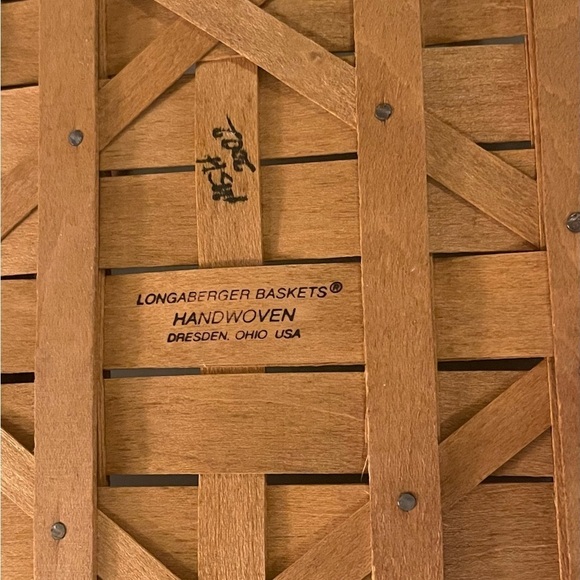 LONGABERGER BASKETS®
HANDWOVEN
DRESDEN, OHIO USA